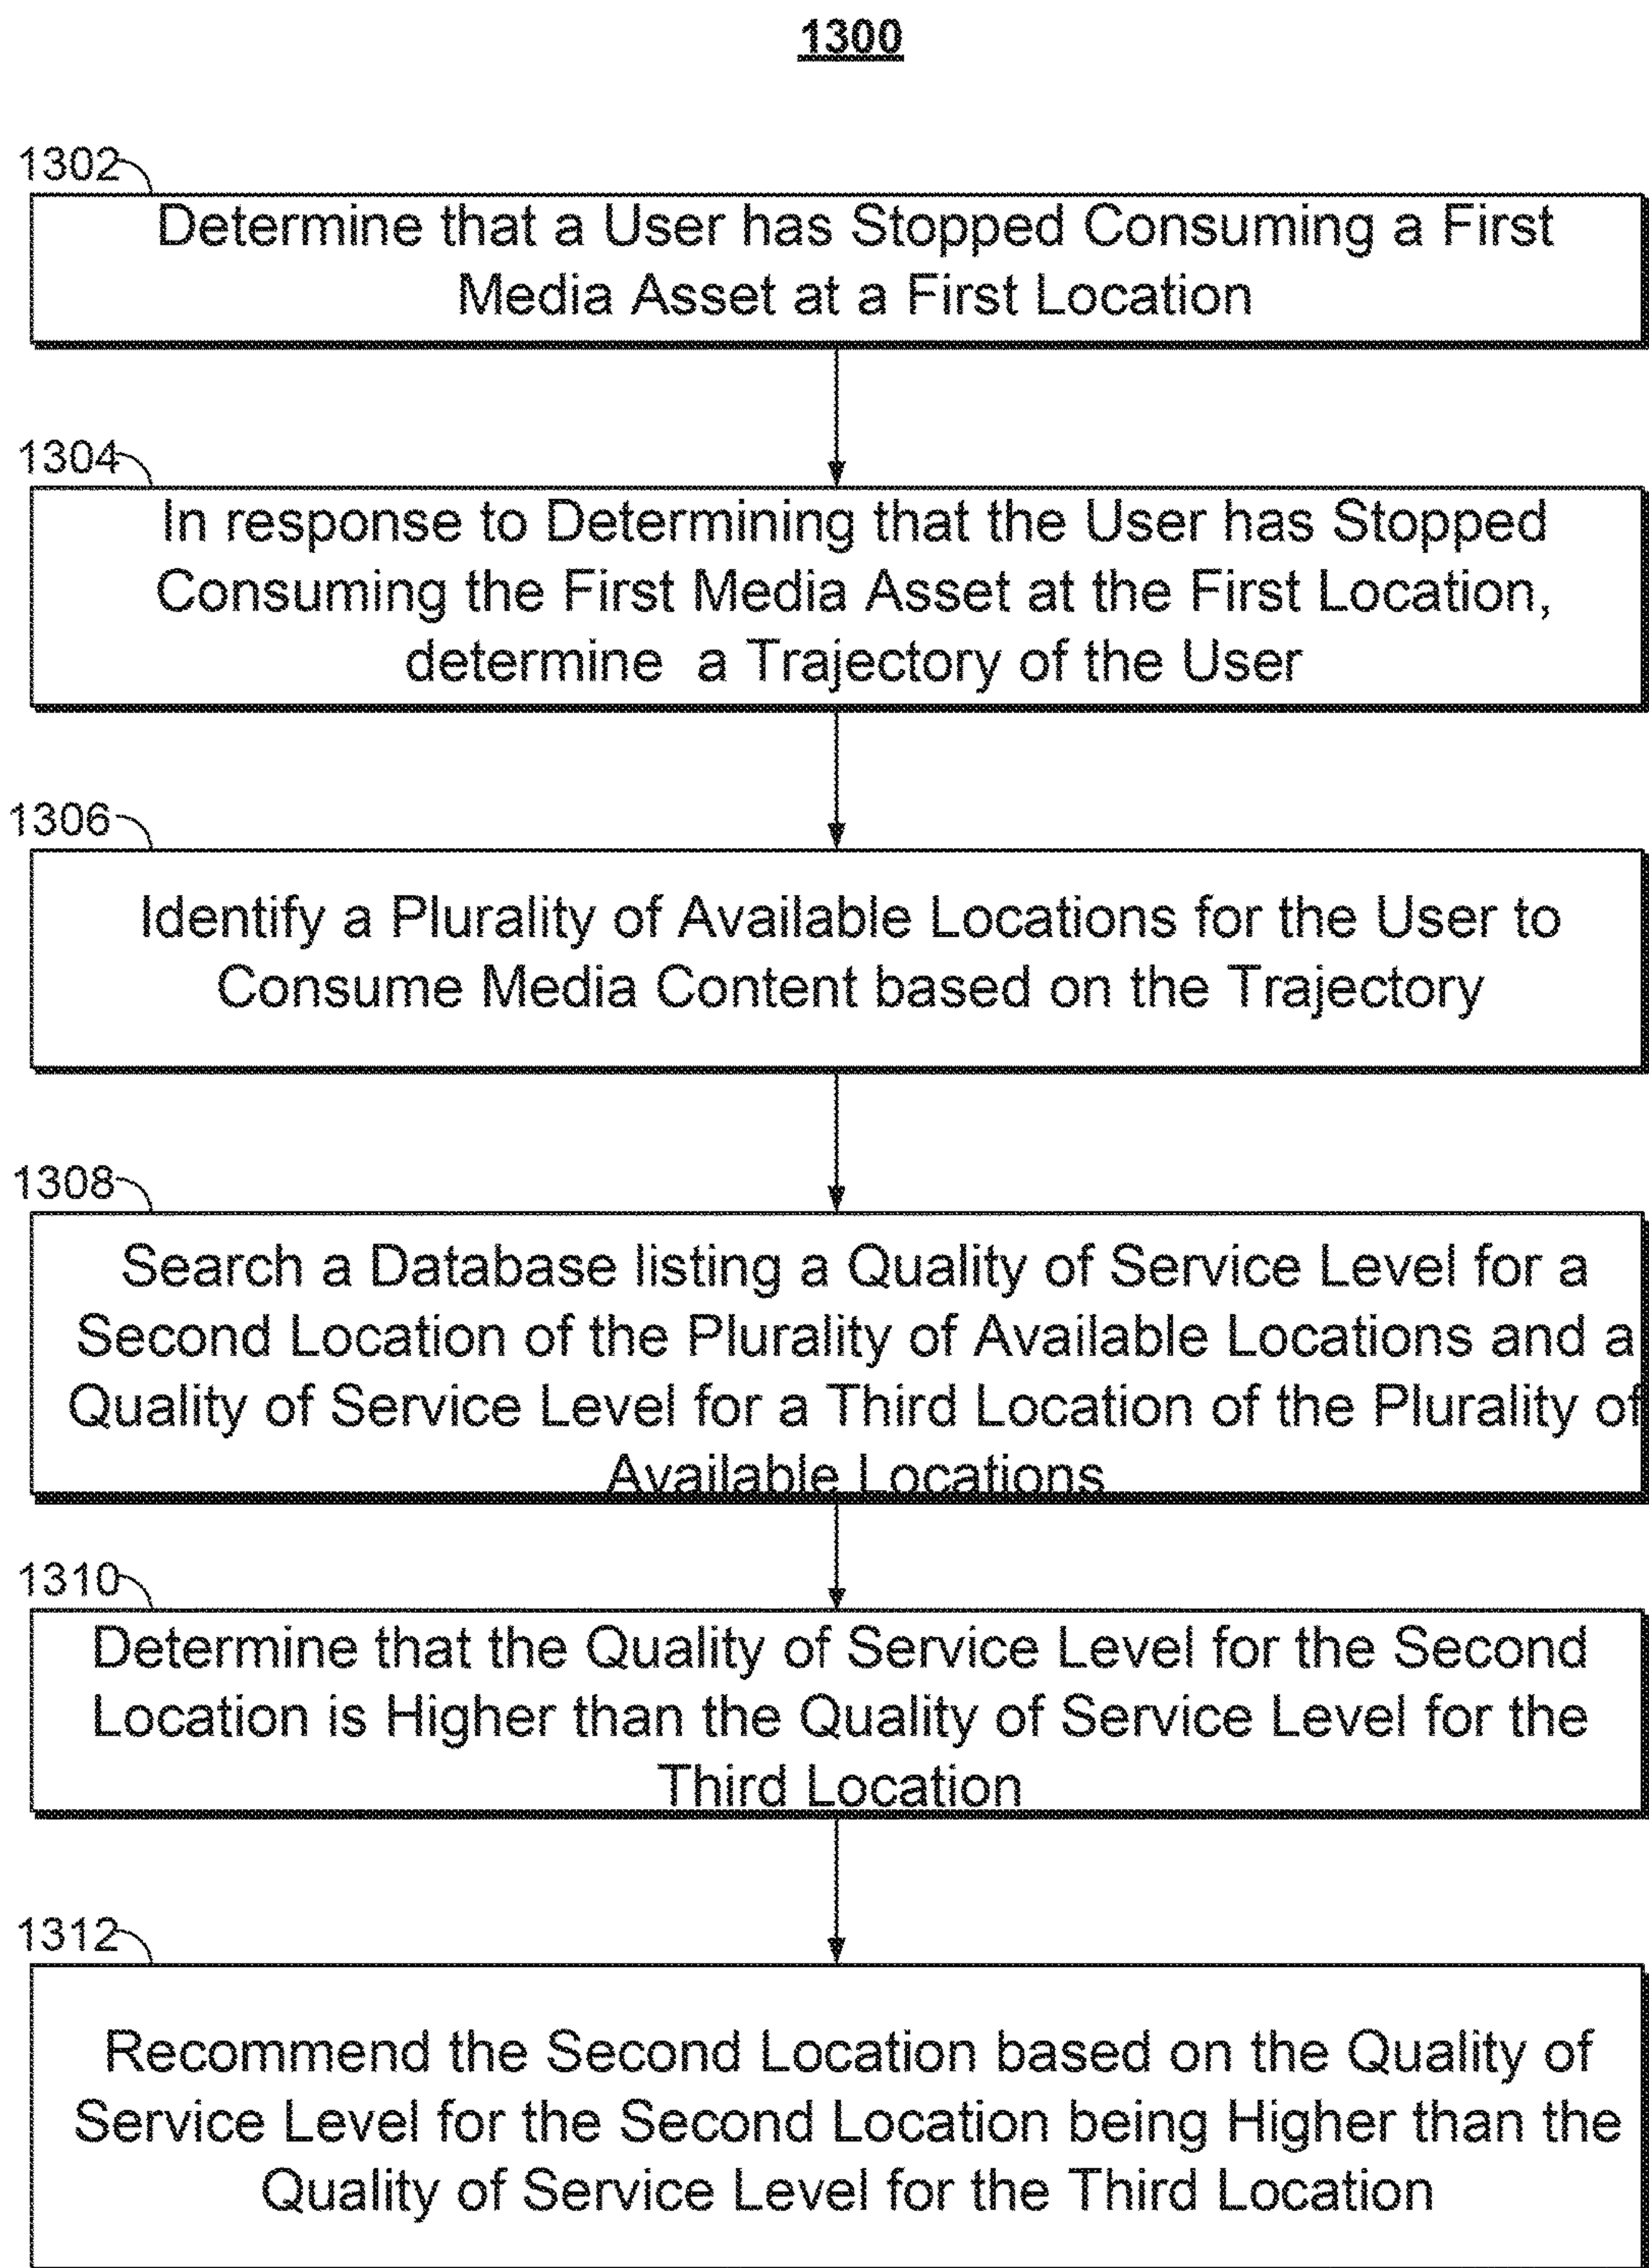 1300
1302
Determine that a User has Stopped Consuming a First
Media Asset at a First Location
1304
In response to Determining that the User has Stopped
Consuming the First Media Asset at the First Location,
determine a Trajectory of the User
1306
Identify a Plurality of Available Locations for the User to
Consume Media Content based on the Trajectory
1308
Search a Database listing a Quality of Service Level for a
Second Location of the Plurality of Available Locations and a
Quality of Service Level for a Third Location of the Plurality of
Available Locations
1310
Determine that the Quality of Service Level for the Second
Location is Higher than the Quality of Service Level for the
Third Location
1312
Recommend the Second Location based on the Quality of
Service Level for the Second Location being Higher than the
Quality of Service Level for the Third Location